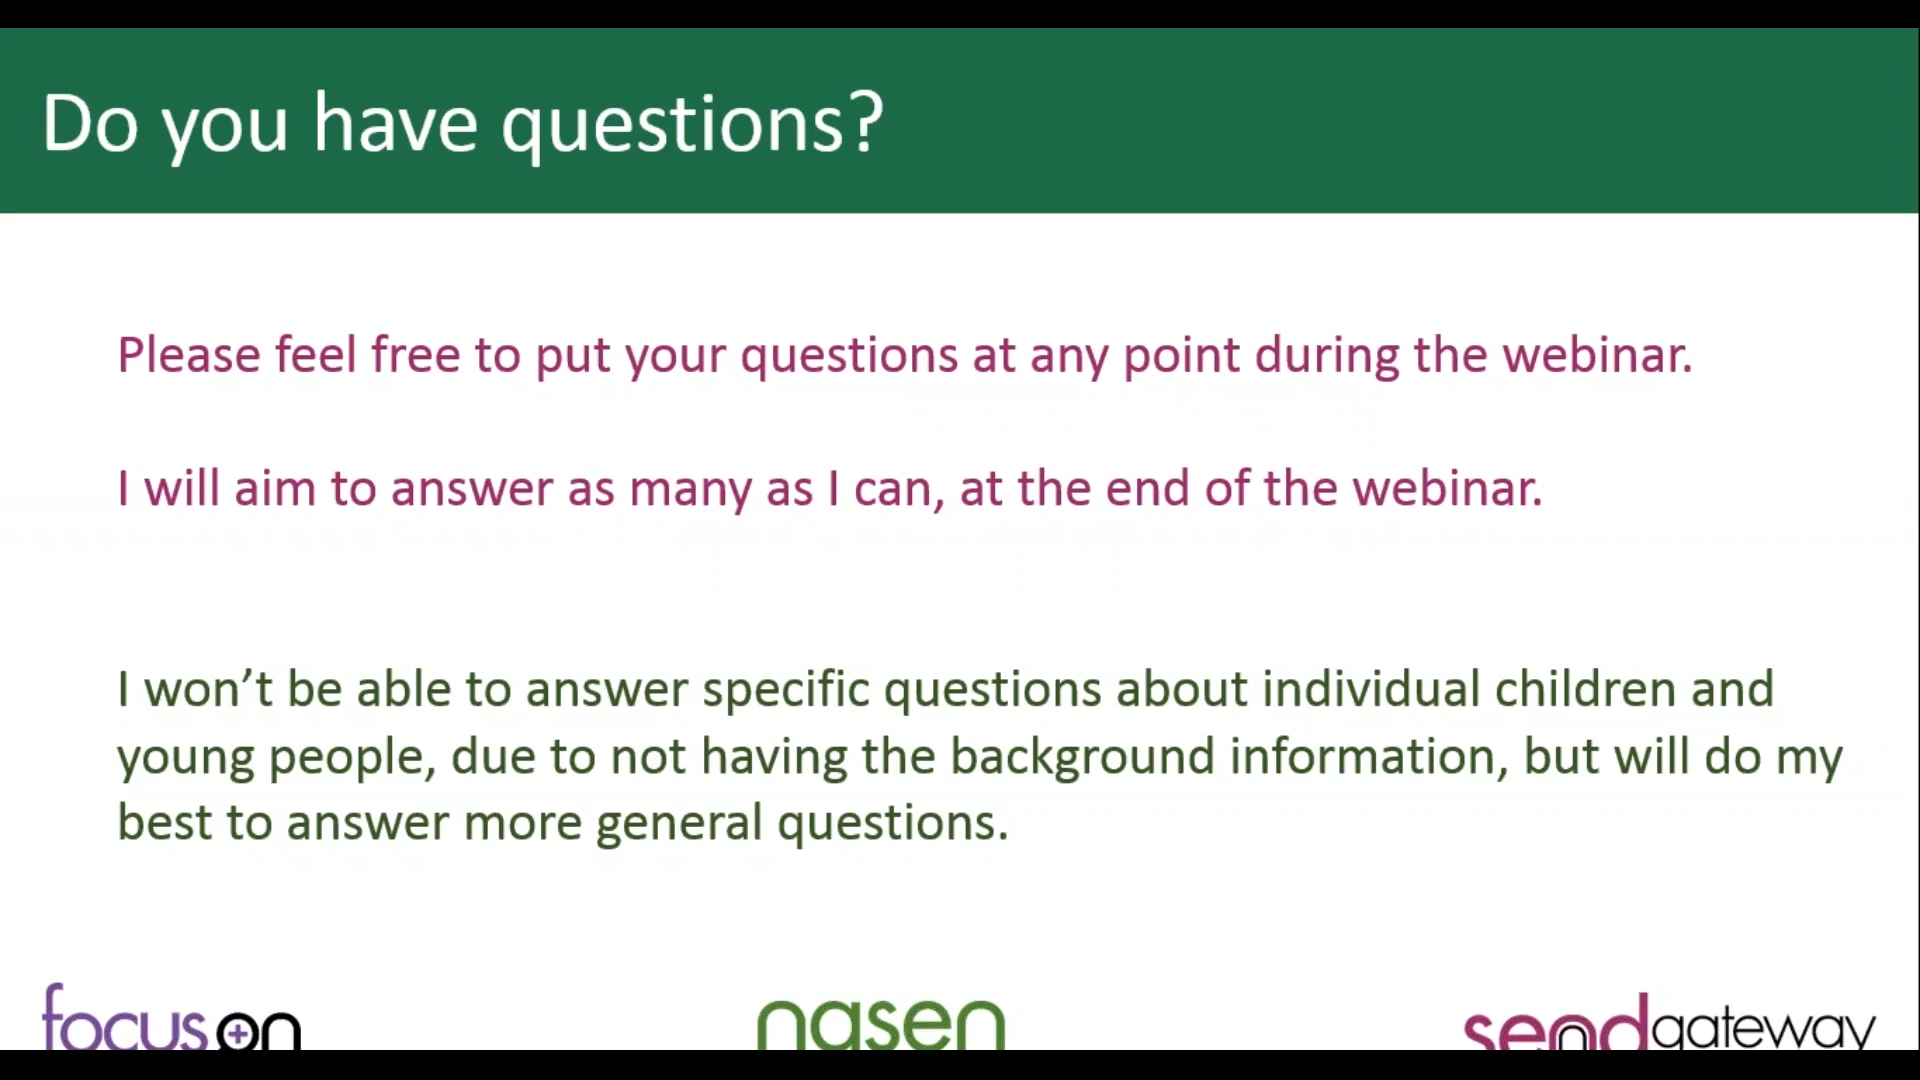 Do you have questions?
Please feel free to put your questions at any point during the webinar.
I will aim to answer as many as I can, at the end of the webinar.
I won’t be able to answer specific questions about individual children and
young people, due to not having the background information, but will do my
best to answer more general questions.
focus on
nasen
sendgateway